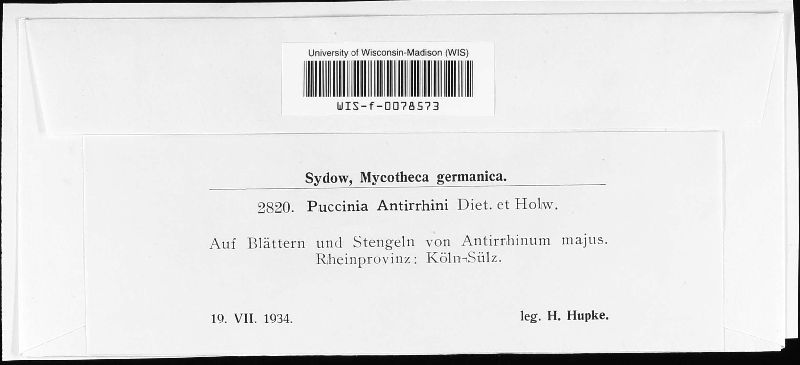 University of Wisconsin-Madison (WIS)
WIS-f-0078573
Sydow, Mycotheca germanica.
2820. Puccinia Antirrhini Diet. et Holw.
Auf Blättern und Stengeln von Antirrhinum majus.
Rheinprovinz: Köln-Sülz.
19. VII. 1934. leg. H. Hupke.